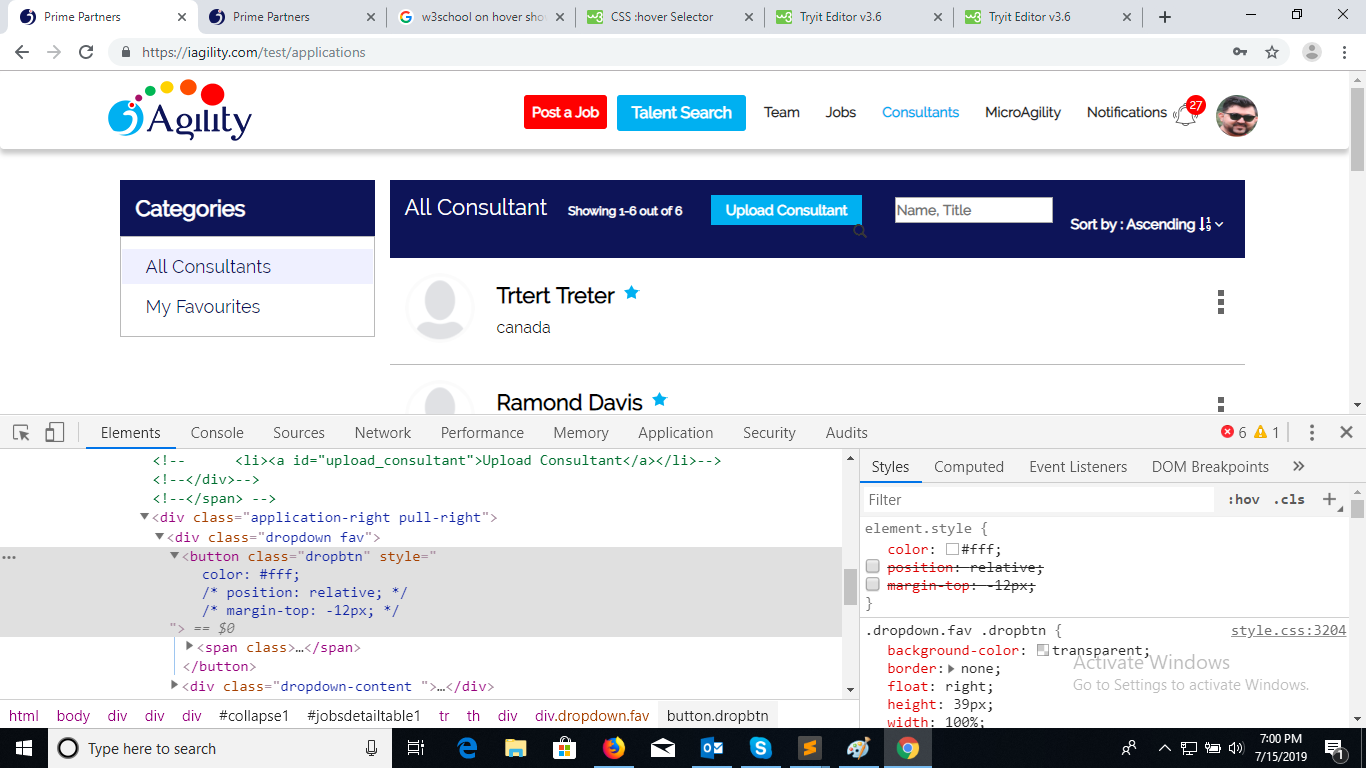 Prime Partners
Prime Partners
w3school on hover sho
CSS :hover Selector
Tryit Editor v3.6
Tryit Editor v3.6
https://iagility.com/test/applications
Agility
Post a Job
Talent Search
Team
Jobs
Consultants
MicroAgility
Notifications
27
Categories
All Consultants
My Favourites
All Consultant
Showing 1-6 out of 6
Upload Consultant
Name, Title
Sort by : Ascending
Trtert Treter
canada
Ramond Davis
Elements
Console
Sources
Network
Performance
Memory
Application
Security
Audits
6
1
<!-- <li><a id="upload_consultant">Upload Consultant</a></li>-->
<!--</div>-->
<!--</span> -->
<div class="application-right pull-right">
<div class="dropdown fav">
<button class="dropbtn" style="
color: #fff;
/* position: relative; */
/* margin-top: -12px; */
"> == $0
<span class>…</span>
</button>
<div class="dropdown-content ">…</div>
html body div div div #collapse1 #jobsdetailtable1 tr th div div.dropdown.fav button.dropbtn
Styles
Computed
Event Listeners
DOM Breakpoints
»
Filter
:hov
.cls
+
element.style {
color: #fff;
position: relative;
margin-top: -12px;
}
.dropdown.fav .dropbtn {
style.css:3204
background-color: transparent;
border: none;
float: right;
height: 39px;
width: 100%;
Activate Windows
Go to Settings to activate Windows.
Type here to search
7:00 PM
7/15/2019
1